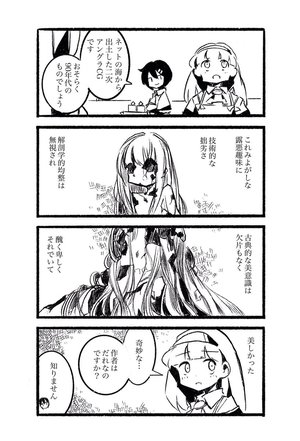 ネットの海から
出土した二次
アングラCG
です
おそらく
90年代の
ものでしょう
これみよがしな
露悪趣味に
技術的な
拙劣さ
解剖学的均整は
無視され
古典的な美意識は
欠片もなく
醜く卑しく
それでいて
美しかった
奇妙な…
作者は
だれなの
ですか？
知りません